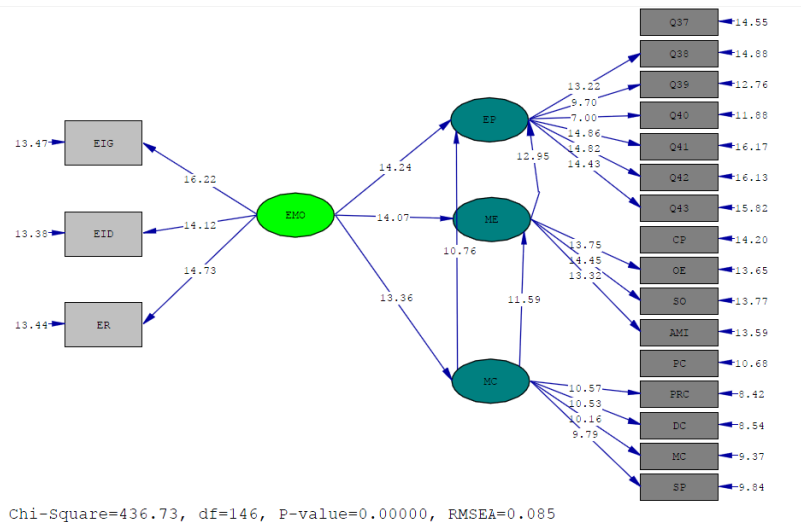 Q37
14.55
Q38
14.88
13.22
Q39
12.76
9.70
Q40
11.88
7.00
EP
14.86
Q41
16.17
13.47
EIG
14.82
12.95
14.43
14.24
Q42
16.13
16.22
Q43
15.82
EMO
14.07
ME
14.12
13.38
EID
CP
14.20
13.75
10.76
14.45
OE
13.65
14.73
13.32
13.36
11.59
SO
13.77
13.44
ER
AMI
13.59
PC
10.68
MC
10.57
PRC
8.42
10.53
10.16
DC
8.54
9.79
MC
9.37
SP
9.84
Chi-Square=436.73, df=146, P-value=0.00000, RMSEA=0.085